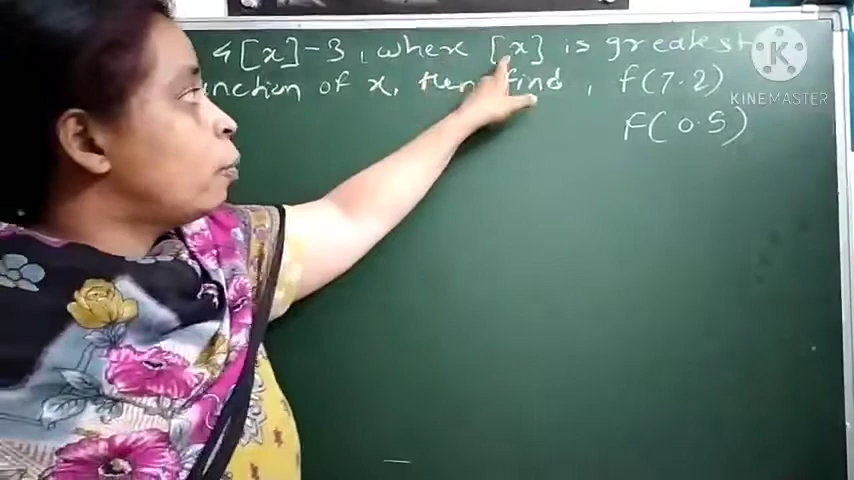 4[x]-3, where [x] is greatest
function of x, then find, f(7.2)
KINEMASTER
F(0.5)